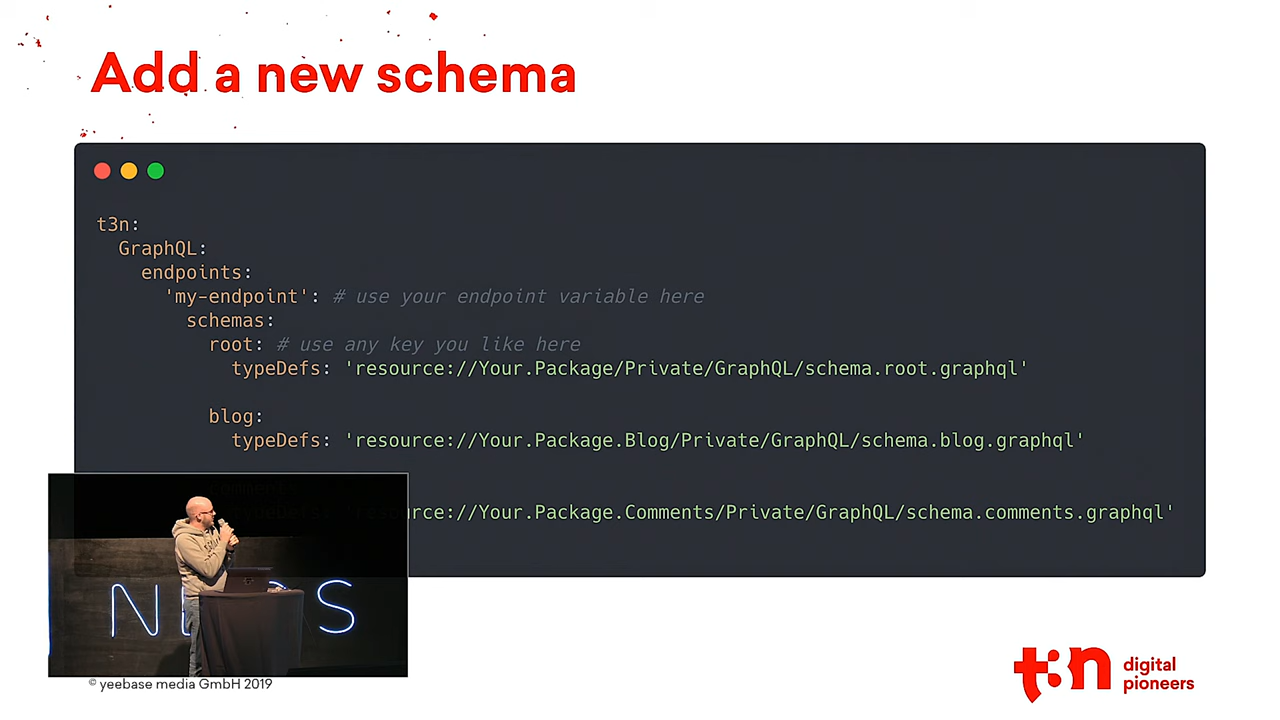 Add a new schema
t3n:
GraphQL:
endpoints:
'my-endpoint': # use your endpoint variable here
schemas:
root: # use any key you like here
typeDefs: 'resource://Your.Package/Private/GraphQL/schema.root.graphql'
blog:
typeDefs: 'resource://Your.Package.Blog/Private/GraphQL/schema.blog.graphql'
comments:
typeDefs: 'resource://Your.Package.Comments/Private/GraphQL/schema.comments.graphql'
© yeebase media GmbH 2019
t3n digital
pioneers